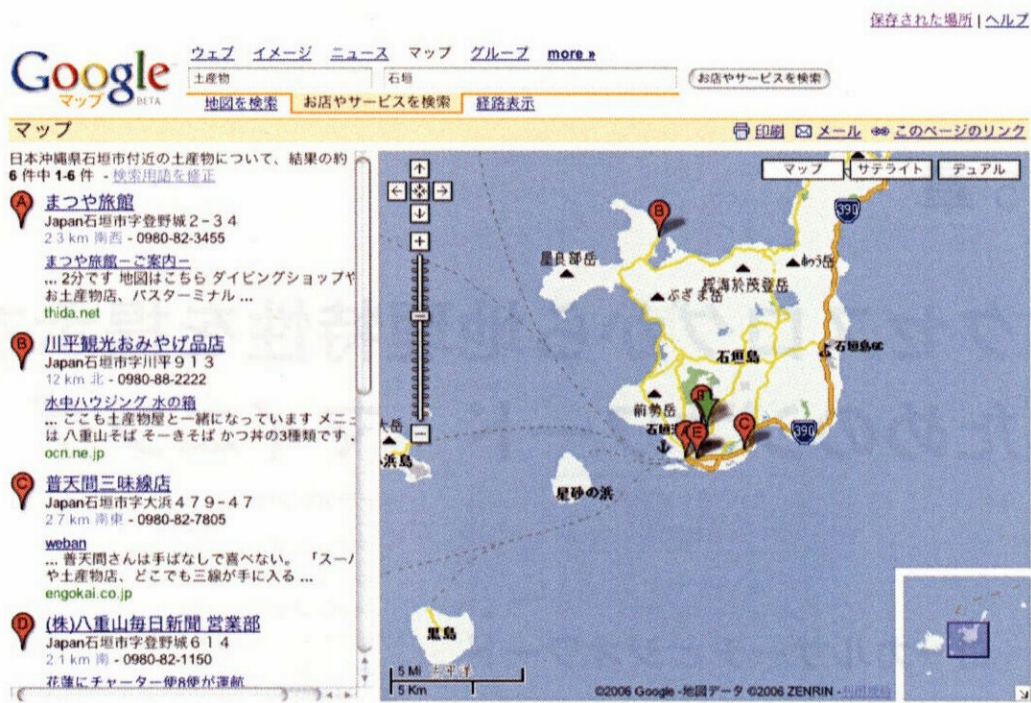 保存された場所 | ヘルプ
Google
マップ BETA
ウェブ イメージ ニュース マップ グループ more »
土産物 石垣 お店やサービスを検索
地図を検索 お店やサービスを検索 経路表示
マップ
印刷 メール このページのリンク
日本沖縄県石垣市付近の土産物について、結果の約
6 件中 1-6 件 - 検索用語を修正
A まつや旅館
Japan石垣市字登野城2-34
2.3 km 南西 - 0980-82-3455
まつや旅館－ご案内－
... 2分です 地図はこちら ダイビングショップや
お土産物店、バスターミナル ...
thida.net
B 川平観光おみやげ品店
Japan石垣市字川平913
12 km 北 - 0980-88-2222
水中ハウジング 水の箱
... ここも土産物屋と一緒になっています メニュ
は 八重山そば そーきそば かつ丼の3種類です .
ocn.ne.jp
C 普天間三味線店
Japan石垣市字大浜479-47
2.7 km 南東 - 0980-82-7805
weban
... 普天間さんは手ばなしで喜べない。 「スーパ
や土産物店、どこでも三線が手に入る ...
engokai.co.jp
D (株)八重山毎日新聞 営業部
Japan石垣市字登野城614
2.1 km 南 - 0980-82-1150
花蓮にチャーター便8便が運航
マップ サテライト デュアル
390
B
屋良部岳
ぶざま岳
於茂登岳
石垣島
石垣島GC
前勢岳
E
C
390
浜島
星砂の浜
黒島
5 Mi
5 Km
©2006 Google -地図データ ©2006 ZENRIN - 利用規約